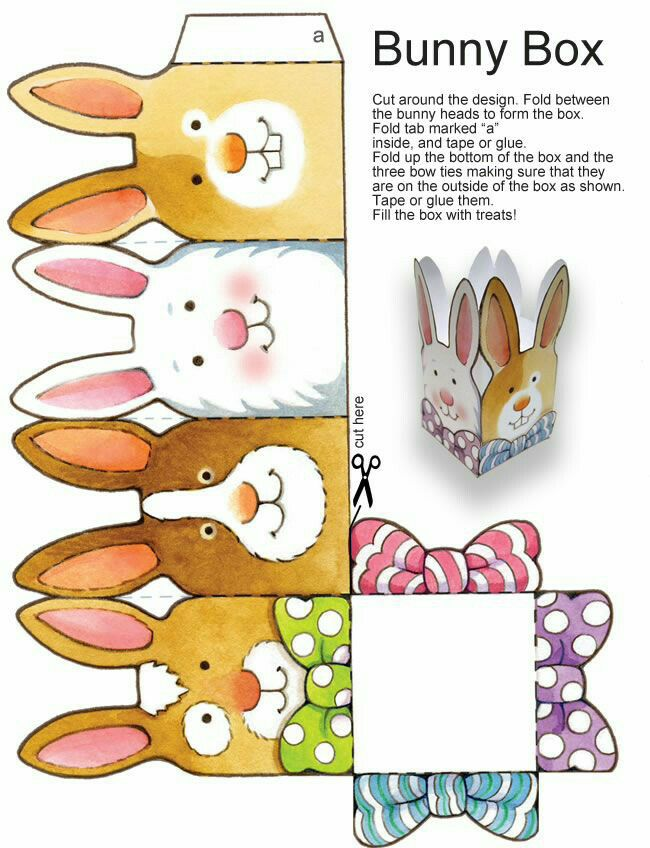 a
Bunny Box
Cut around the design. Fold between
the bunny heads to form the box.
Fold tab marked “a”
inside, and tape or glue.
Fold up the bottom of the box and the
three bow ties making sure that they
are on the outside of the box as shown.
Tape or glue them.
Fill the box with treats!
cut here